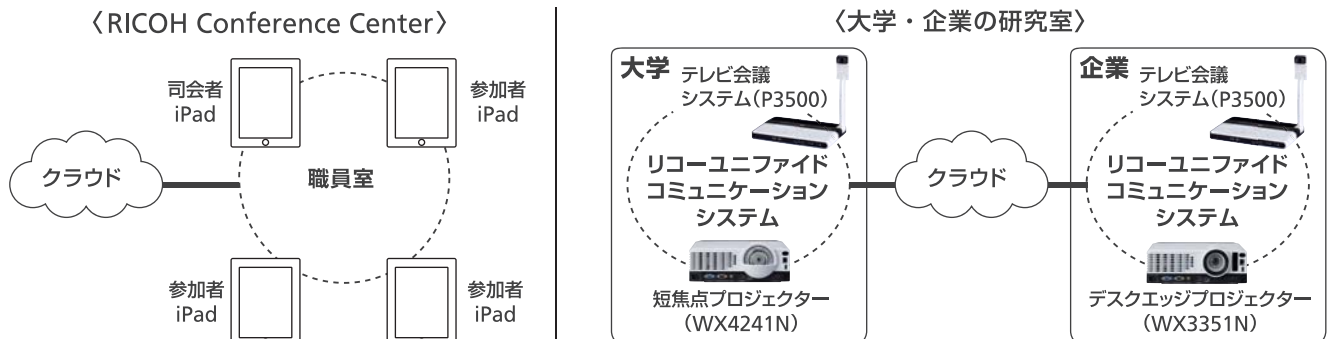 〈RICOH Conference Center〉
司会者
iPad
参加者
iPad
クラウド
職員室
参加者
iPad
参加者
iPad
〈大学・企業の研究室〉
大学
テレビ会議
システム(P3500)
リコーユニファイド
コミュニケーション
システム
短焦点プロジェクター
(WX4241N)
クラウド
企業
テレビ会議
システム(P3500)
リコーユニファイド
コミュニケーション
システム
デスクエッジプロジェクター
(WX3351N)